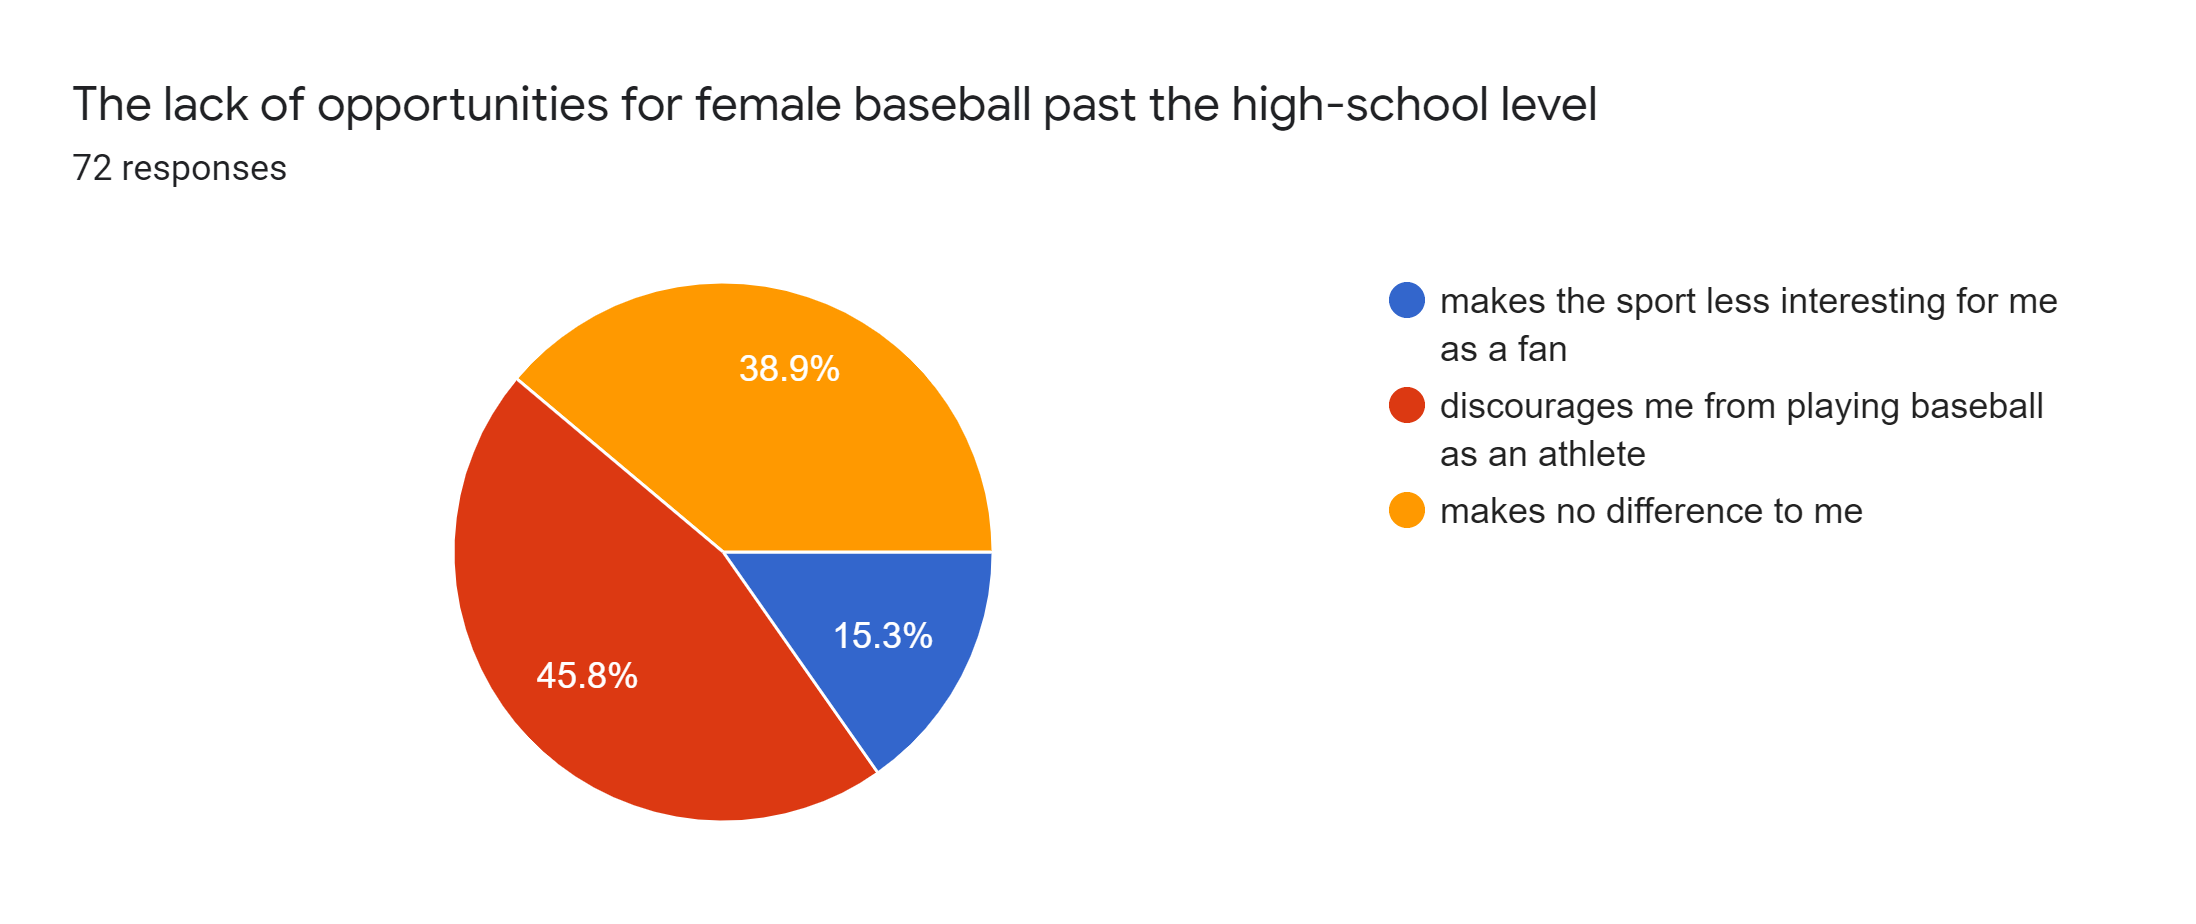 The lack of opportunities for female baseball past the high-school level
72 responses
38.9%
15.3%
45.8%
makes the sport less interesting for me
as a fan
discourages me from playing baseball
as an athlete
makes no difference to me